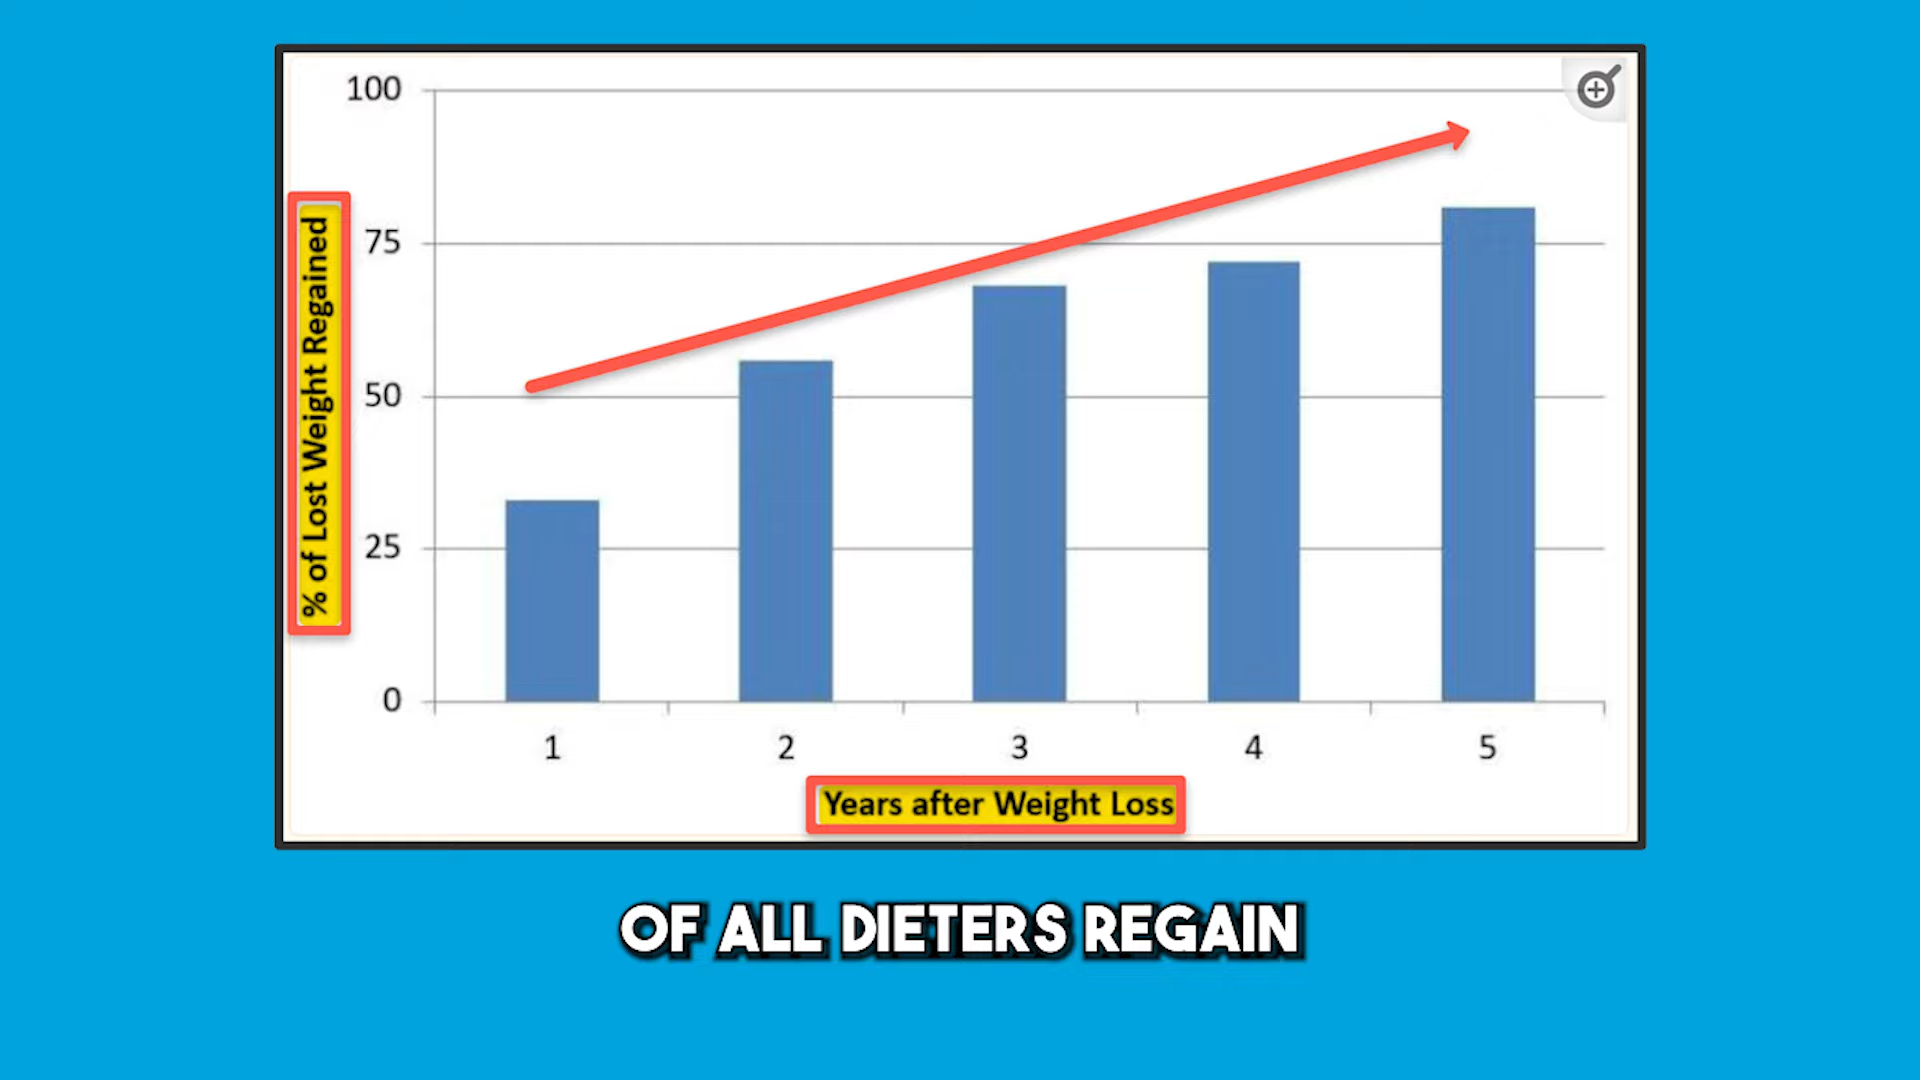 100
75
50
25
0
% of Lost Weight Regained
1 2 3 4 5
Years after Weight Loss
OF ALL DIETERS REGAIN